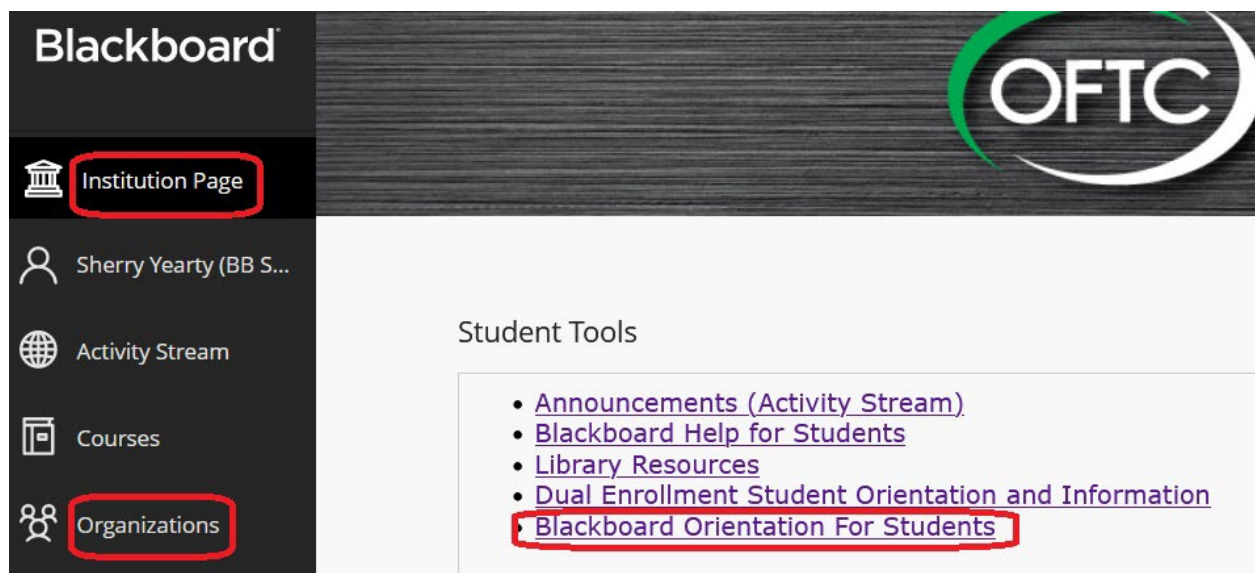 Blackboard
OFTC
Institution Page
Sherry Yearty (BB S...
Activity Stream
Courses
Organizations
Student Tools
• Announcements (Activity Stream)
• Blackboard Help for Students
• Library Resources
• Dual Enrollment Student Orientation and Information
• Blackboard Orientation For Students